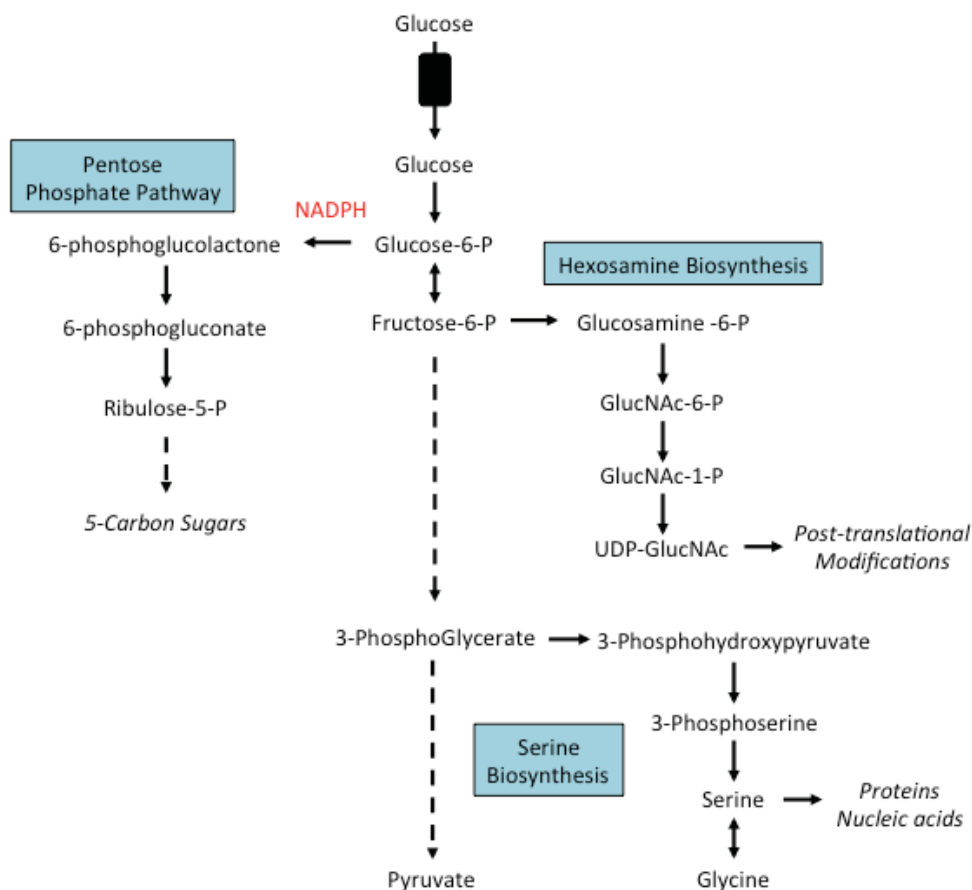 Glucose
Glucose
Pentose
Phosphate Pathway
NADPH
6-phosphoglucolactone
Glucose-6-P
Hexosamine Biosynthesis
6-phosphogluconate
Fructose-6-P
Glucosamine -6-P
Ribulose-5-P
GlucNAc-6-P
GlucNAc-1-P
5-Carbon Sugars
UDP-GlucNAc
Post-translational
Modifications
3-PhosphoGlycerate
3-Phosphohydroxypyruvate
3-Phosphoserine
Serine
Biosynthesis
Serine
Proteins
Nucleic acids
Pyruvate
Glycine